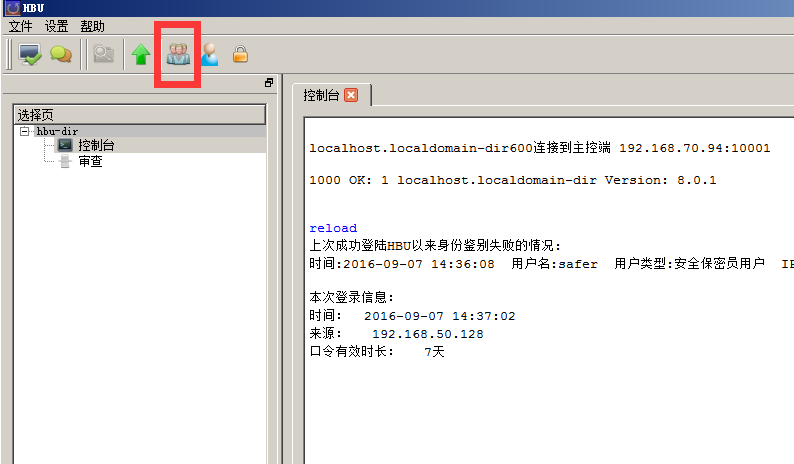 HBU
文件 设置 帮助
选择页
hbu-dir
控制台
审查
控制台
localhost.localdomain-dir600连接到主控端 192.168.70.94:10001
1000 OK: 1 localhost.localdomain-dir Version: 8.0.1
reload
上次成功登陆HBU以来身份鉴别失败的情况:
时间:2016-09-07 14:36:08 用户名:safer 用户类型:安全保密员用户
本次登录信息:
时间: 2016-09-07 14:37:02
来源: 192.168.50.128
口令有效时长: 7天